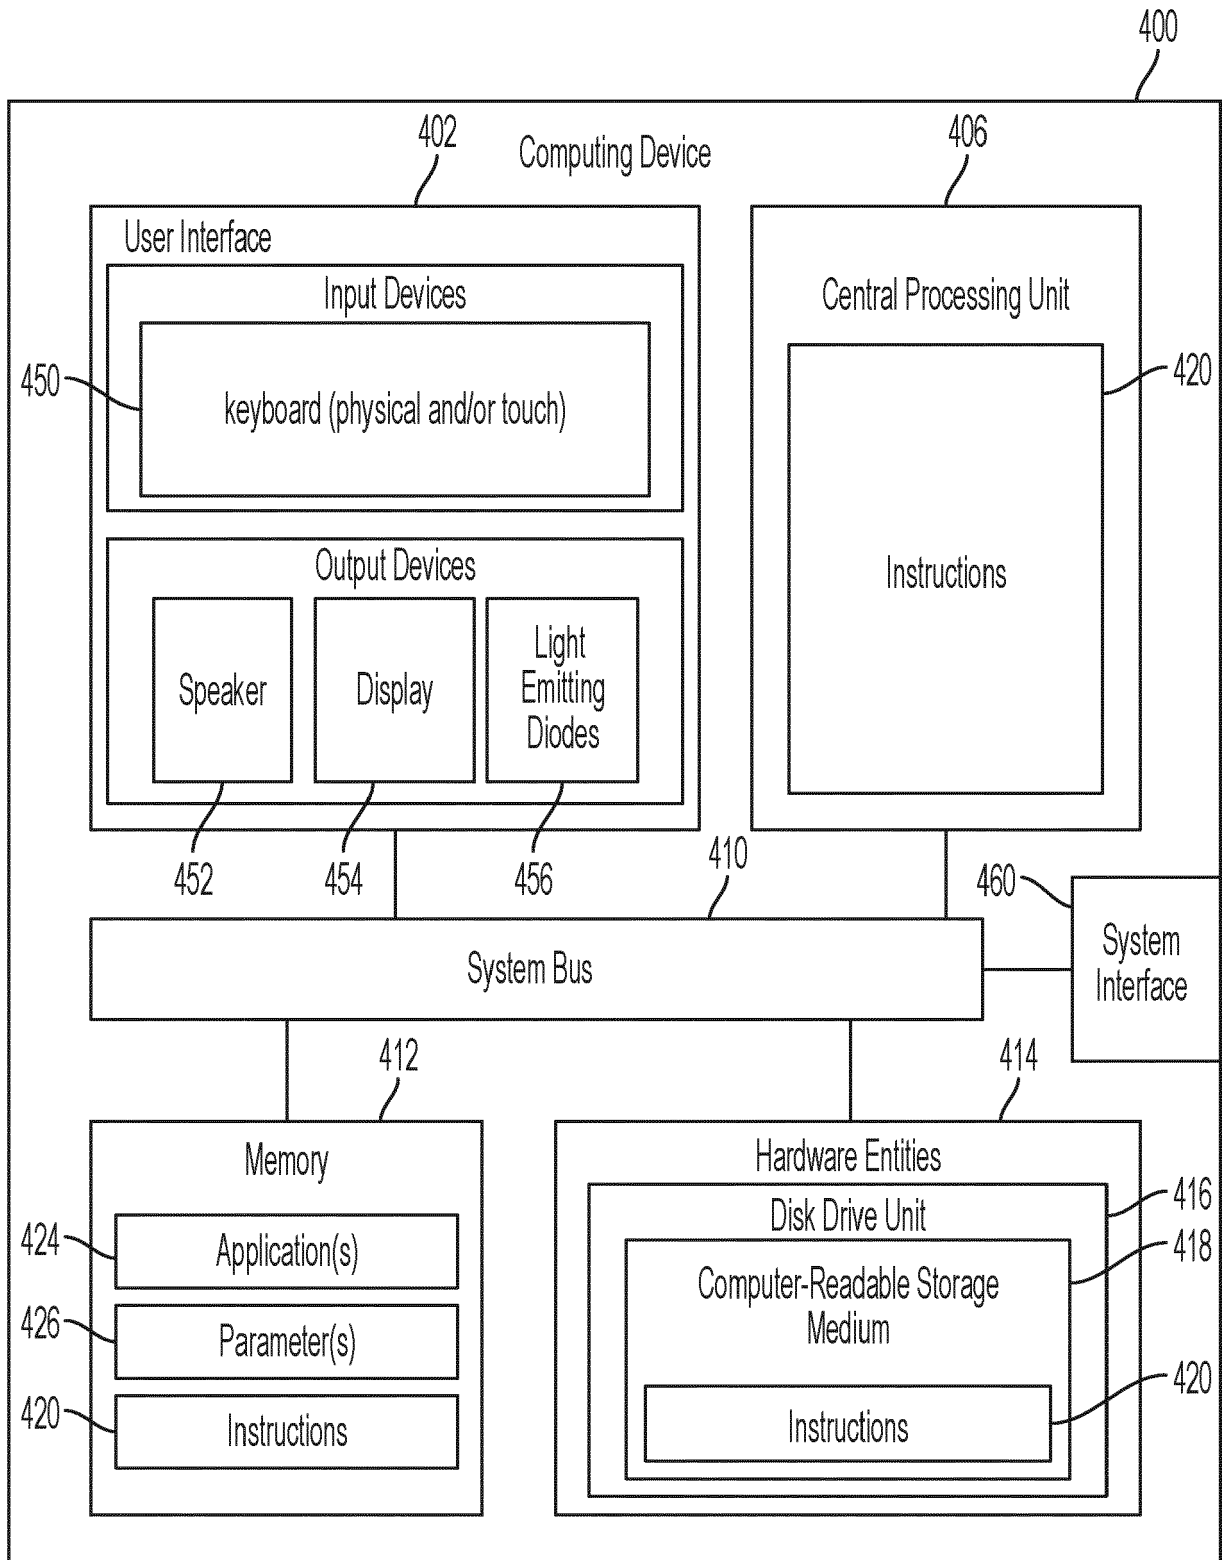 400
402
Computing Device
406
User Interface
Input Devices
450
keyboard (physical and/or touch)
Central Processing Unit
420
Instructions
Output Devices
Speaker
Display
Light
Emitting
Diodes
452
454
456
410
460
System Bus
System
Interface
412
414
Memory
424
Application(s)
426
Parameter(s)
420
Instructions
Hardware Entities
416
Disk Drive Unit
418
Computer-Readable Storage
Medium
420
Instructions